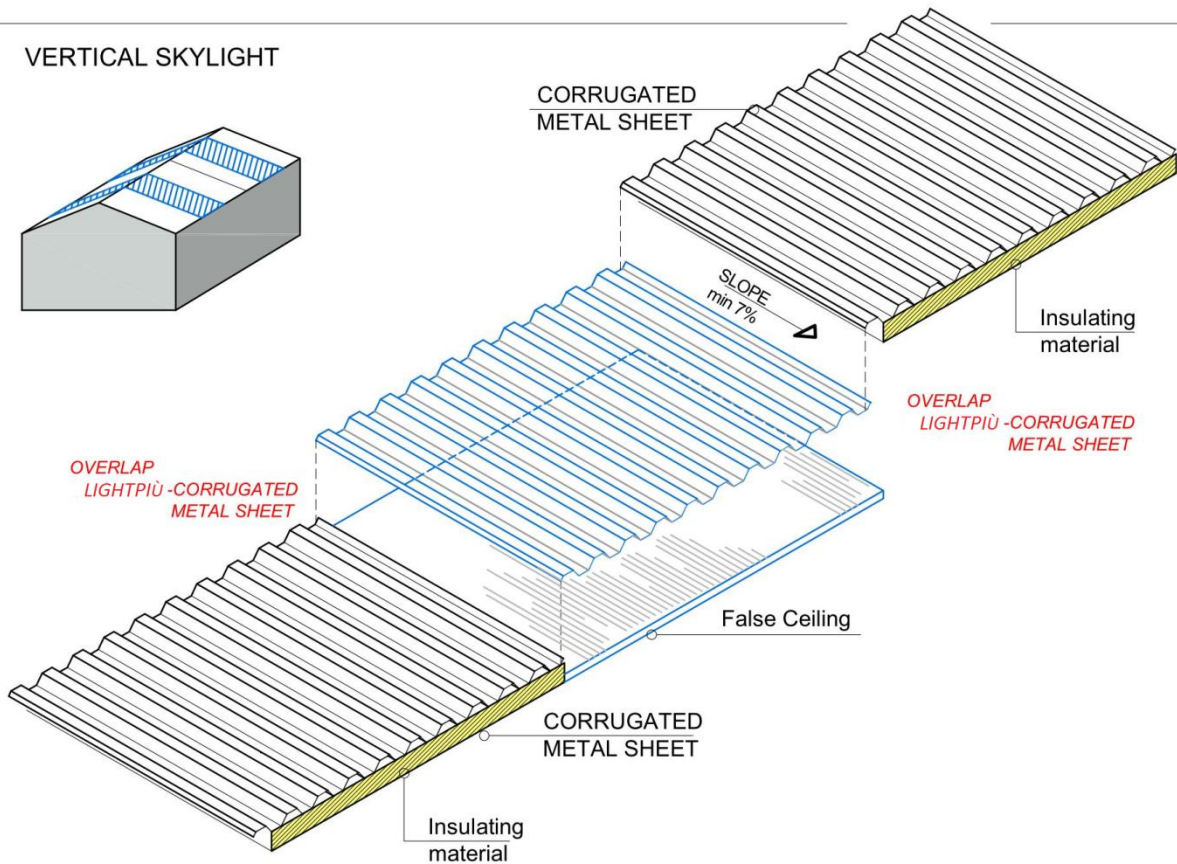 VERTICAL SKYLIGHT
CORRUGATED
METAL SHEET
SLOPE
min 7%
Insulating
material
OVERLAP
LIGHTPIÙ -CORRUGATED
METAL SHEET
OVERLAP
LIGHTPIÙ -CORRUGATED
METAL SHEET
False Ceiling
CORRUGATED
METAL SHEET
Insulating
material